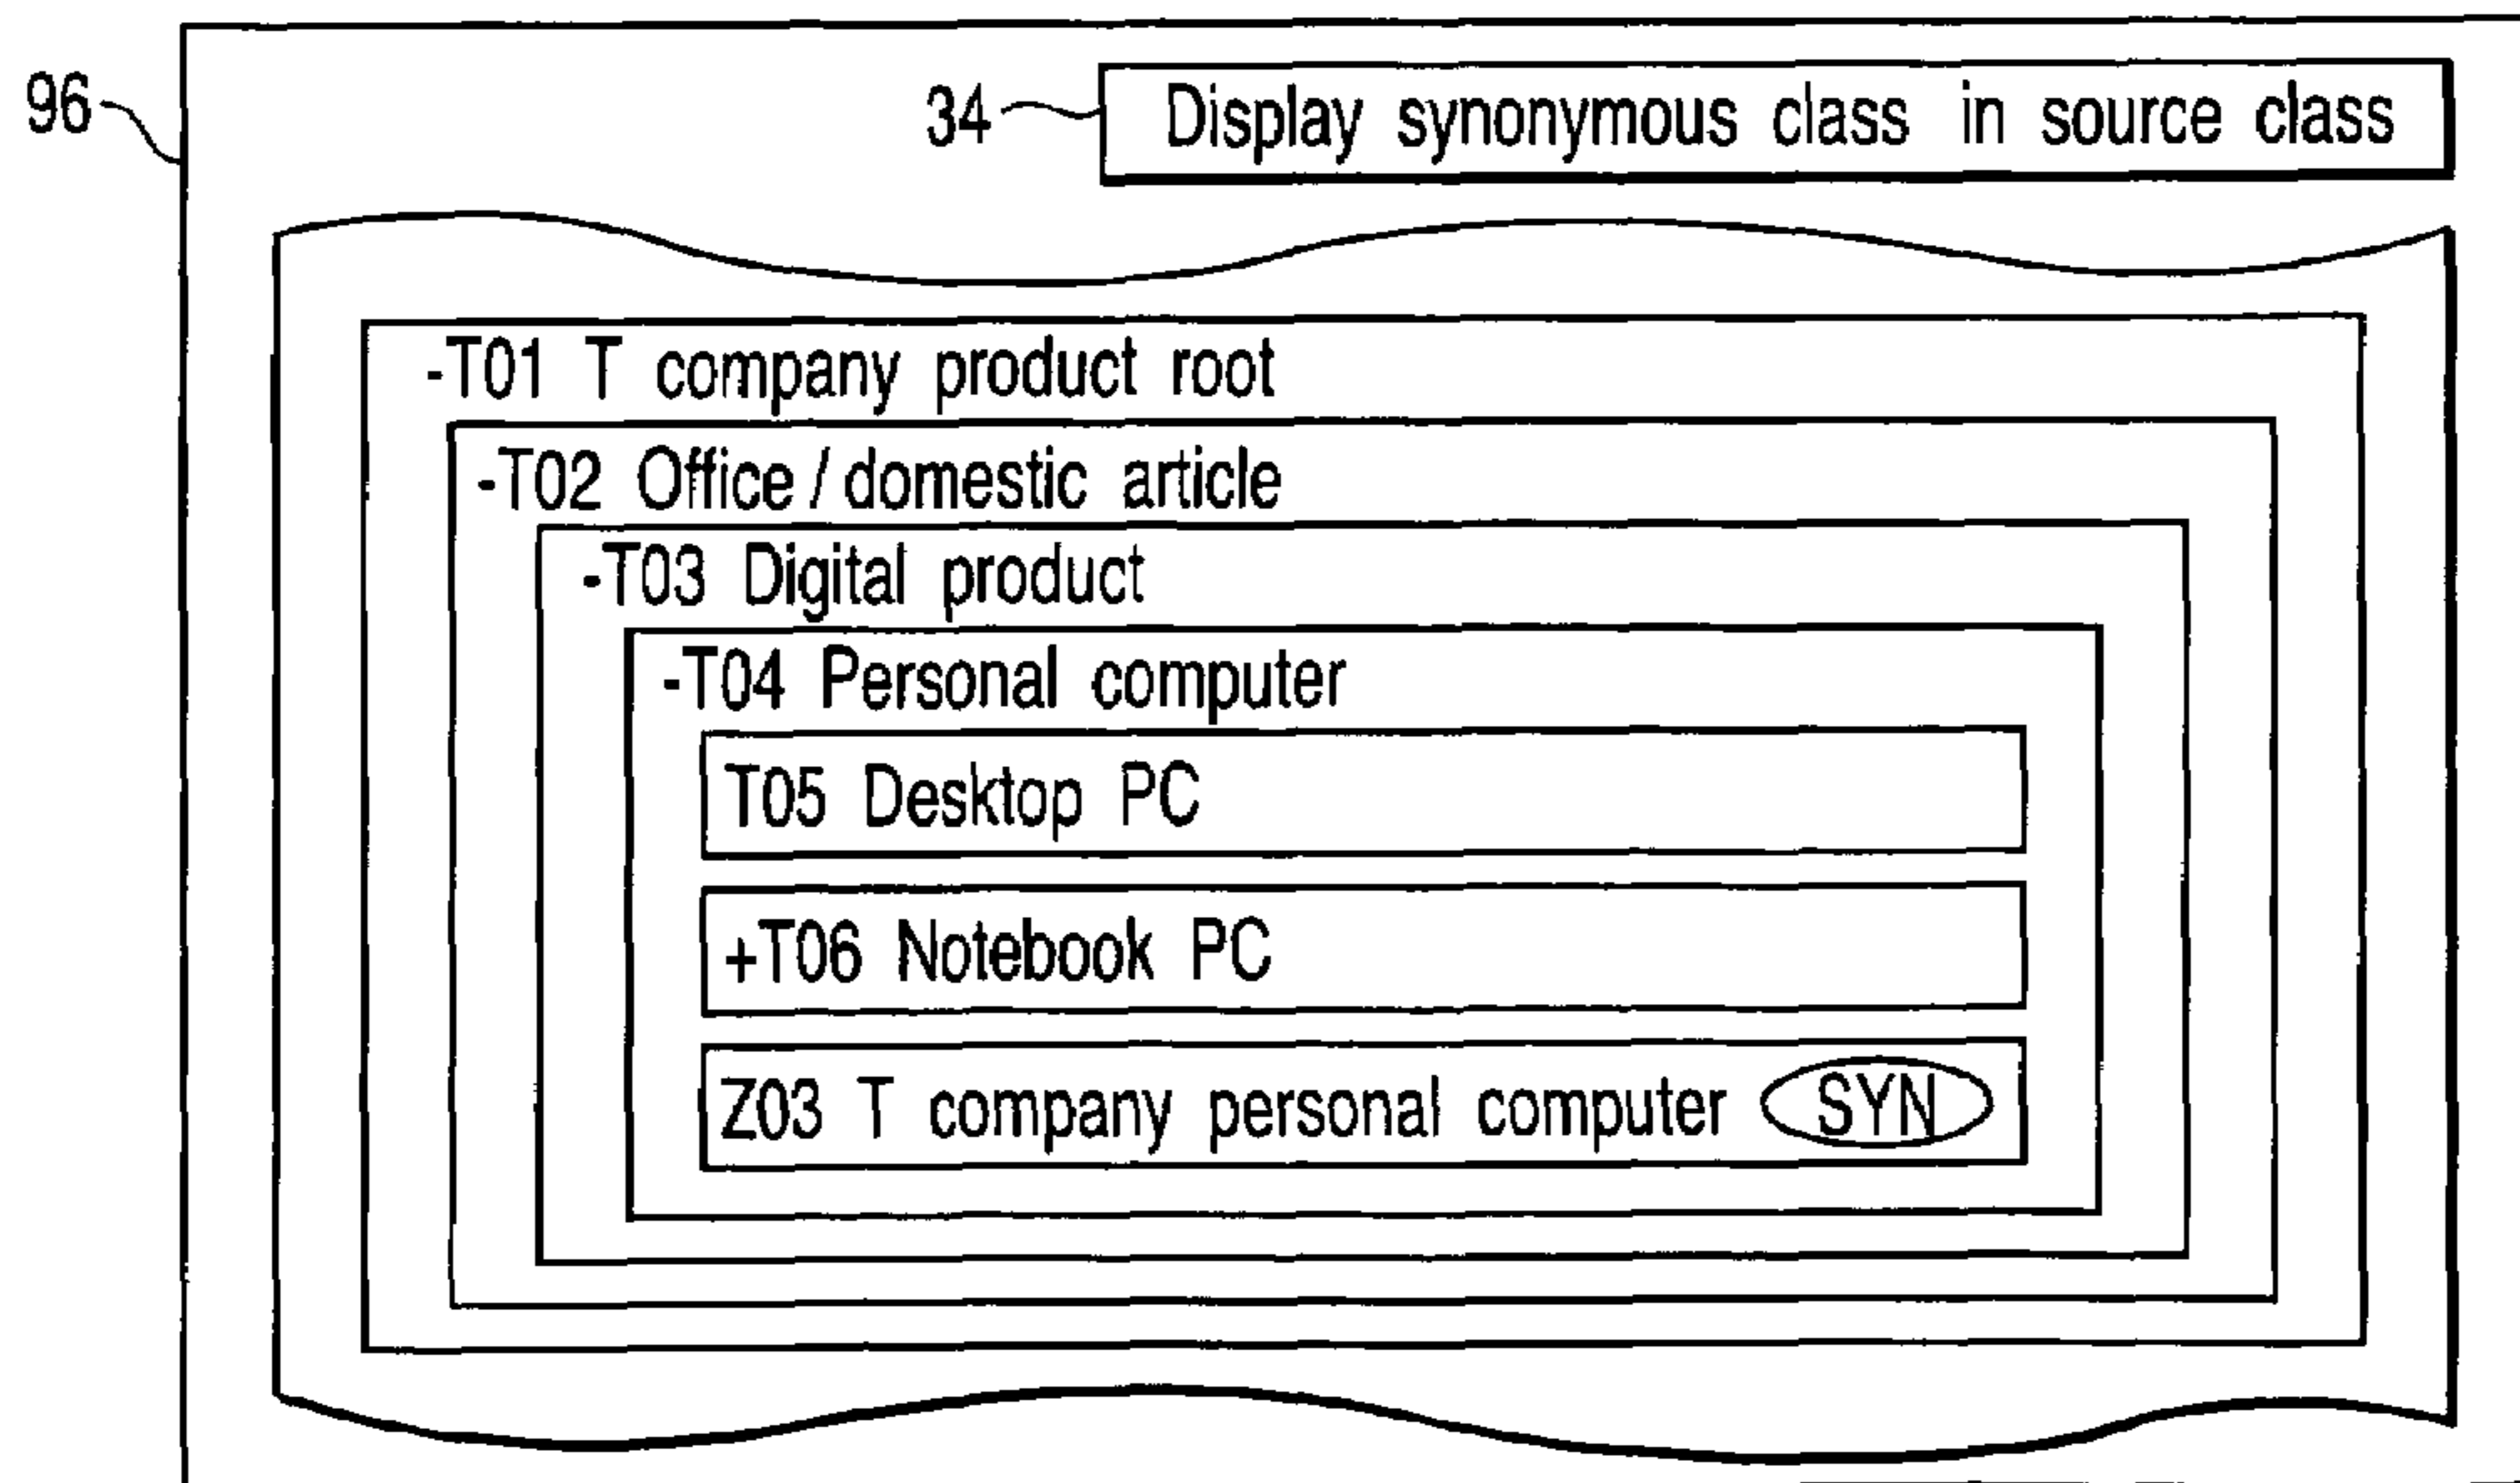 96
34 Display synonymous class in source class
-T01 T company product root
-T02 Office / domestic article
-T03 Digital product
-T04 Personal computer
T05 Desktop PC
+T06 Notebook PC
Z03 T company personal computer SYN